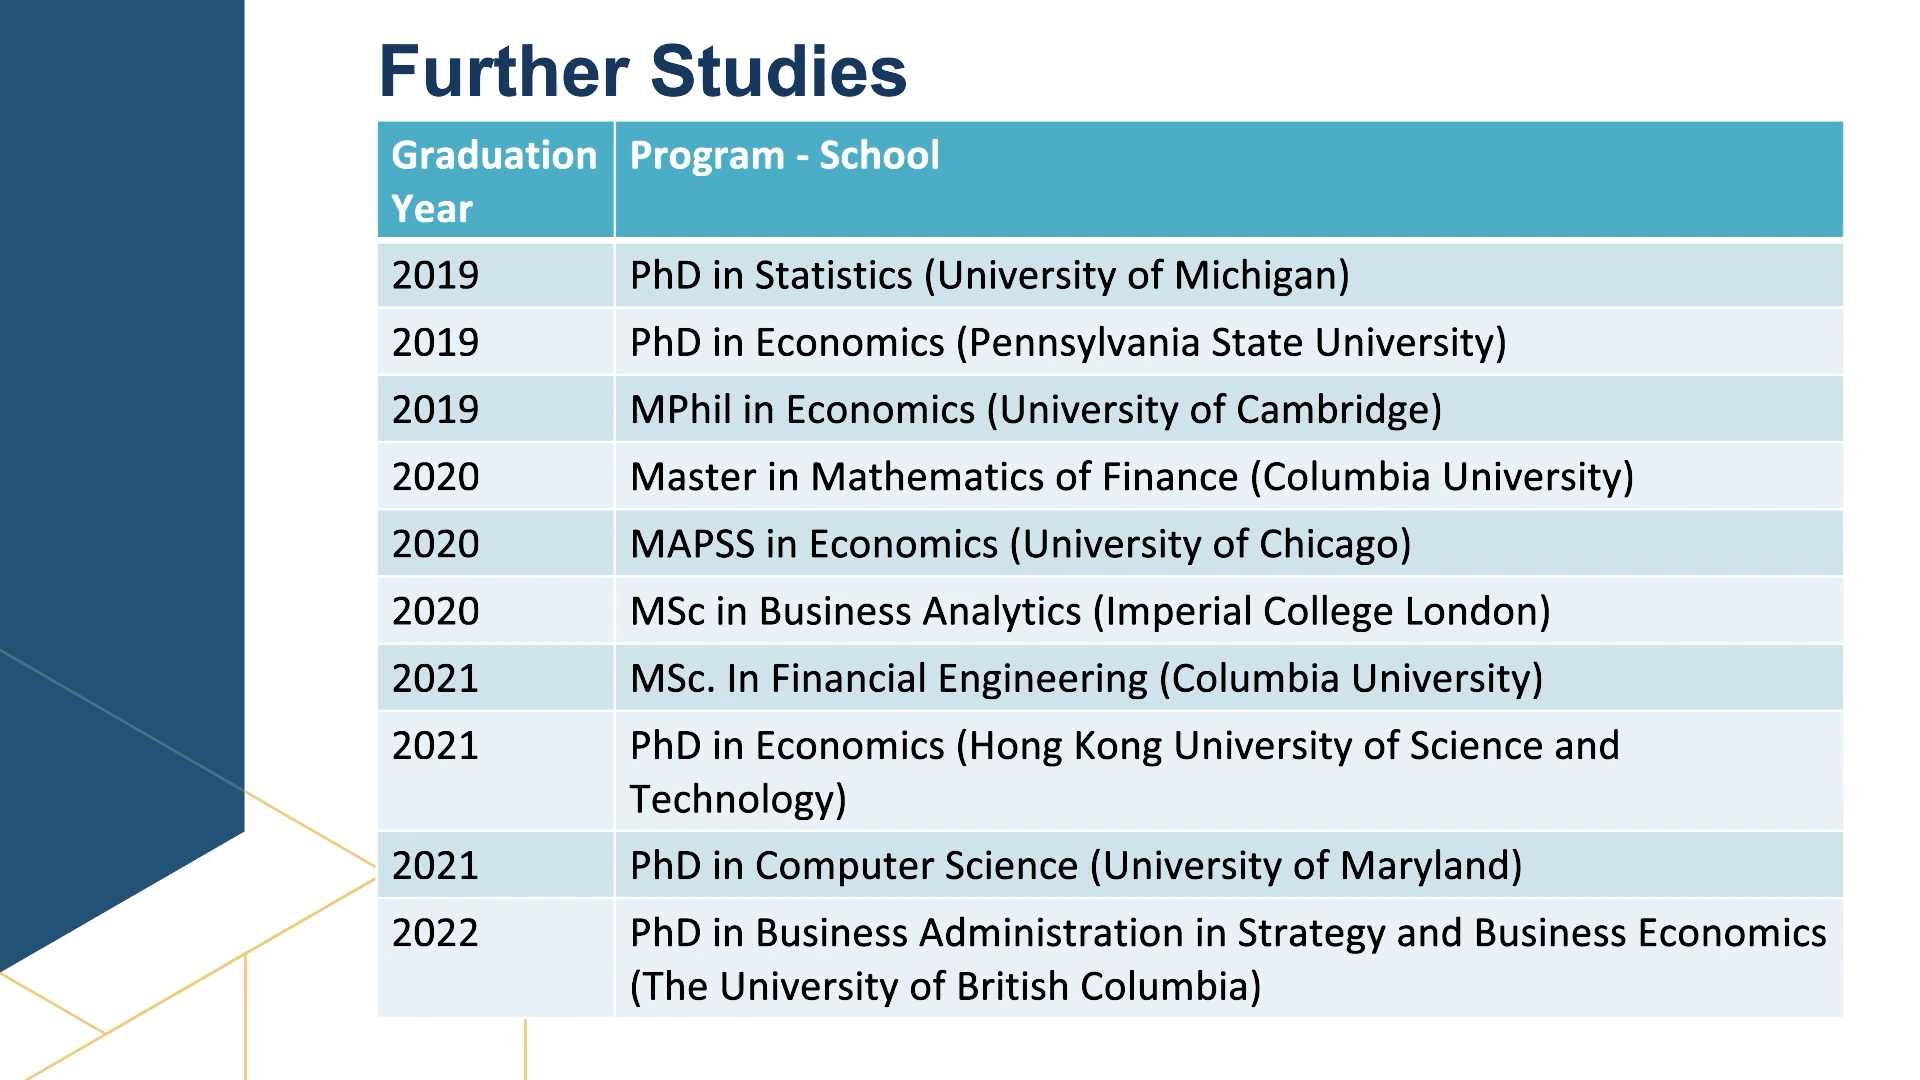 Further Studies
Graduation Program - School
Year
2019 PhD in Statistics (University of Michigan)
2019 PhD in Economics (Pennsylvania State University)
2019 MPhil in Economics (University of Cambridge)
2020 Master in Mathematics of Finance (Columbia University)
2020 MAPSS in Economics (University of Chicago)
2020 MSc in Business Analytics (Imperial College London)
2021 MSc. In Financial Engineering (Columbia University)
2021 PhD in Economics (Hong Kong University of Science and
Technology)
2021 PhD in Computer Science (University of Maryland)
2022 PhD in Business Administration in Strategy and Business Economics
(The University of British Columbia)